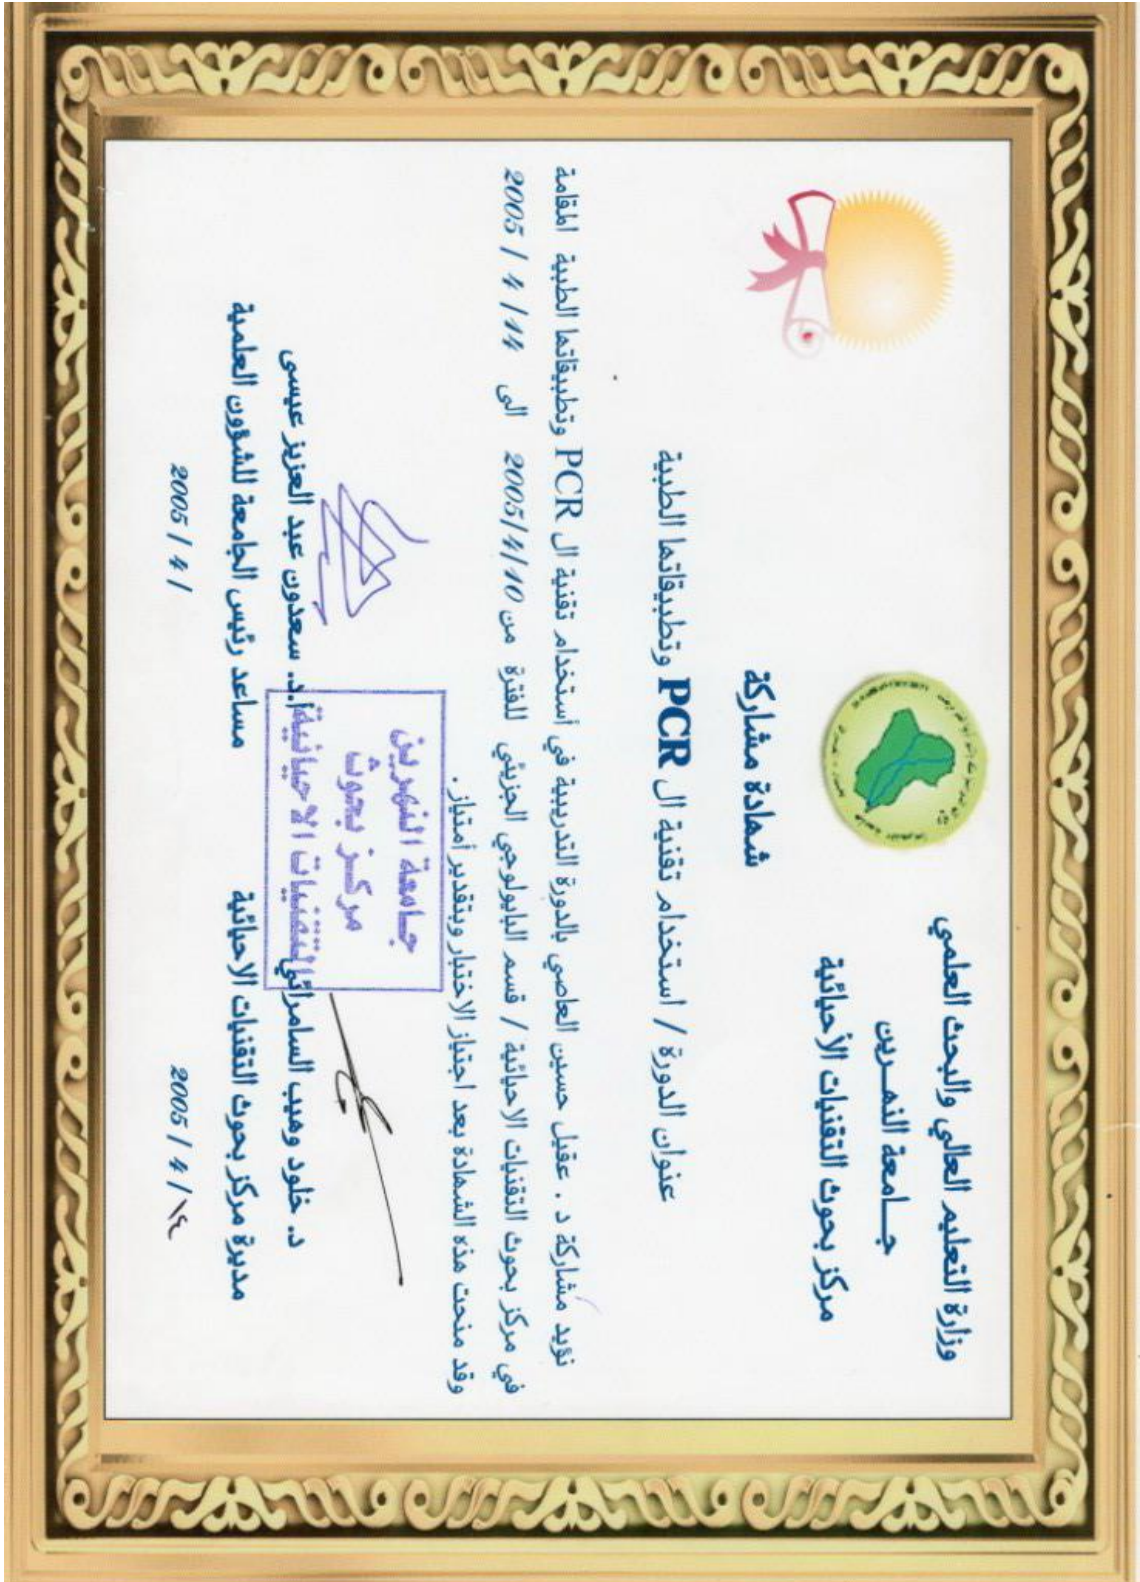 وزارة التعليم العالي والبحث العلمي
جـــامعة النهـــرين
مركز بحوث التقنيات الأحيائية
شهادة مشاركة
عنوان الدورة / استخدام تقنية ال PCR وتطبيقاتها الطبية
نؤيد مشاركة د . عقيل حسين العاصي بالدورة التدريبية في أستخدام تقنية ال PCR وتطبيقاتها الطبية المقامة
في مركز بحوث التقنيات الاحيائية / قسم البايولوجي الجزيئي للفترة من 2005/4/10 الى 2005 / 4 /14
وقد منحت هذه الشهادة بعد اجتياز الاختبار وبتقدير أمتياز .
جامعة النهرين
مركز بحوث
التقنيات الاحيائية
د. خلود وهيب السامرائي
مديرة مركز بحوث التقنيات الاحيائية
2005 / 4 /١٤
أ.د. سعدون عبد العزيز عيسى
مساعد رئيس الجامعة للشؤون العلمية
2005 / 4 /